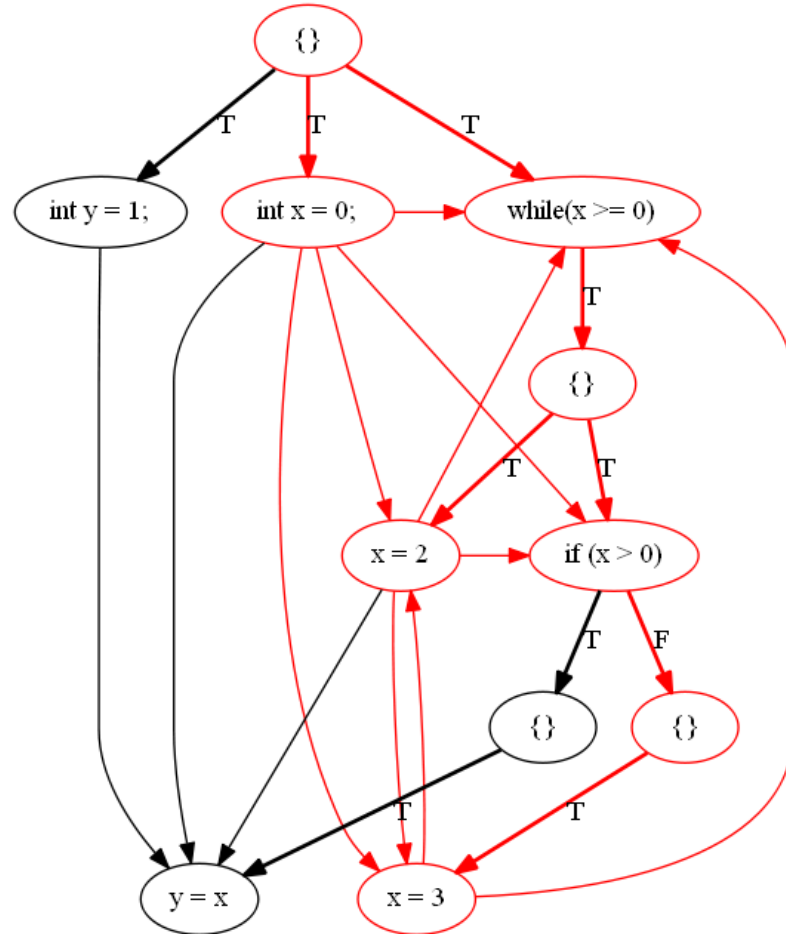 {}
T
T
T
int y = 1;
int x = 0;
while(x >= 0)
T
{}
T
T
x = 2
if (x > 0)
T
F
{}
{}
T
T
y = x
x = 3